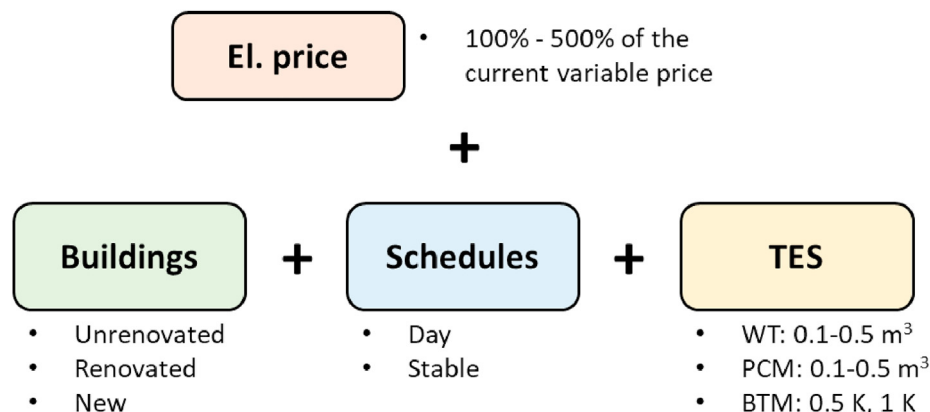 El. price
• 100% - 500% of the
current variable price
+
Buildings + Schedules + TES
• Unrenovated
• Renovated
• New
• Day
• Stable
• WT: 0.1-0.5 m³
• PCM: 0.1-0.5 m³
• BTM: 0.5 K, 1 K